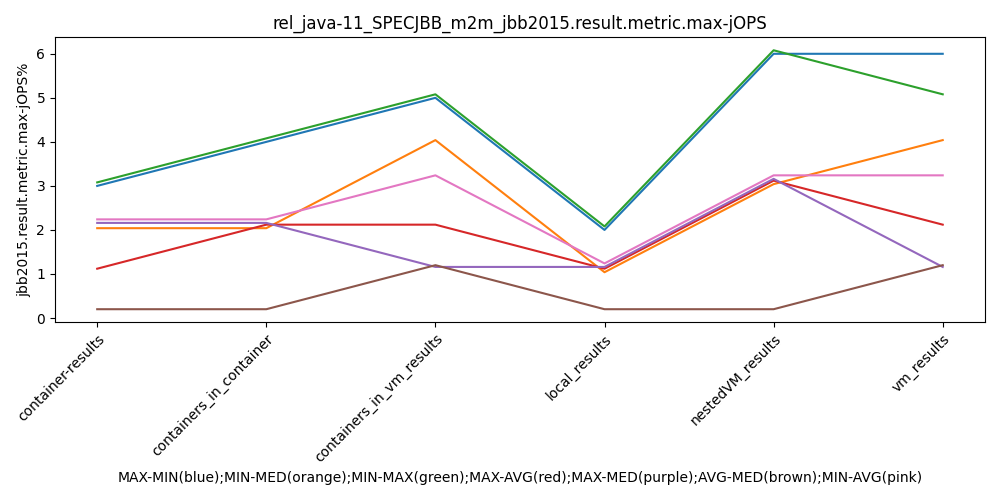 rel_java-11_SPECJBB_m2m_jbb2015.result.metric.max-jOPS
jbb2015.result.metric.max-jOPS%
6
5
4
3
2
1
0
container-results
containers_in_container
containers_in_vm_results
local_results
nestedVM_results
vm_results
MAX-MIN(blue);MIN-MED(orange);MIN-MAX(green);MAX-AVG(red);MAX-MED(purple);AVG-MED(brown);MIN-AVG(pink)